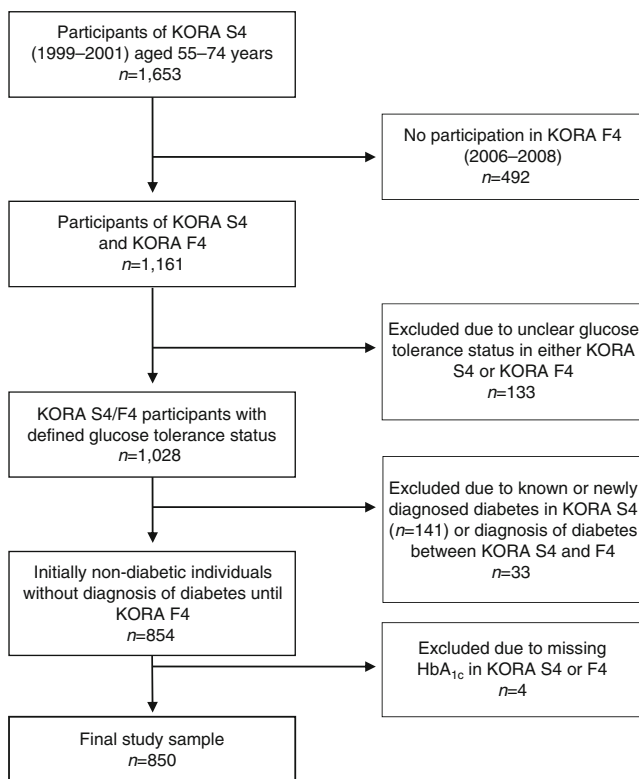 Participants of KORA S4
(1999–2001) aged 55–74 years
n=1,653
No participation in KORA F4
(2006–2008)
n=492
Participants of KORA S4
and KORA F4
n=1,161
Excluded due to unclear glucose
tolerance status in either KORA
S4 or KORA F4
n=133
KORA S4/F4 participants with
defined glucose tolerance status
n=1,028
Excluded due to known or newly
diagnosed diabetes in KORA S4
(n=141) or diagnosis of diabetes
between KORA S4 and F4
n=33
Initially non-diabetic individuals
without diagnosis of diabetes until
KORA F4
n=854
Excluded due to missing
HbA1c in KORA S4 or F4
n=4
Final study sample
n=850